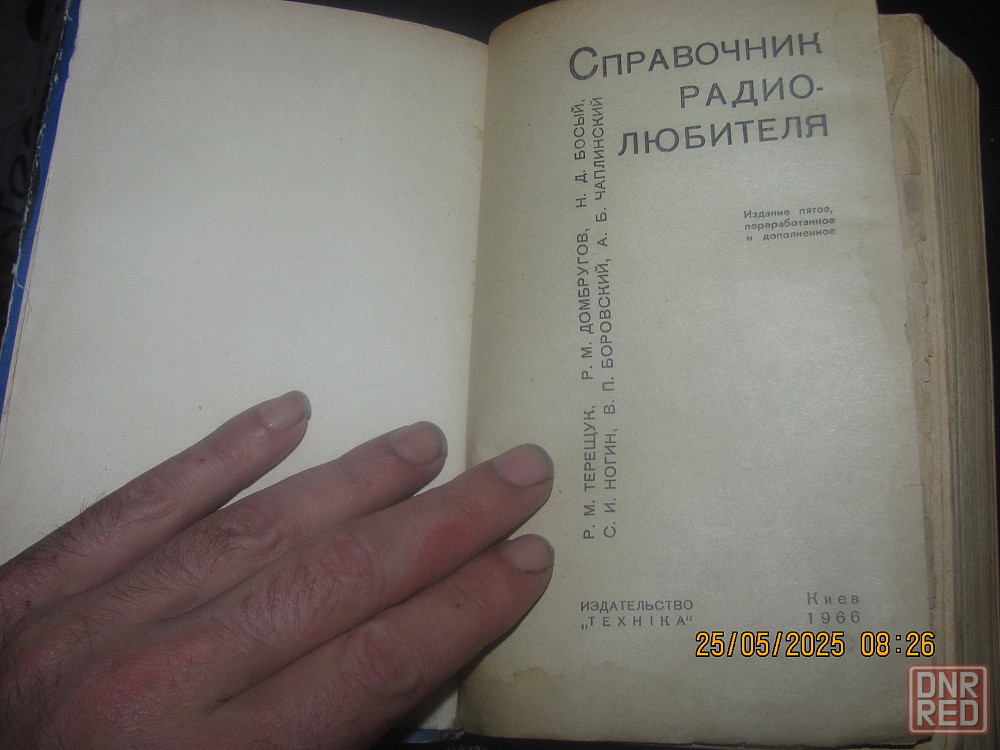 СПРАВОЧНИК
РАДИО-
ЛЮБИТЕЛЯ
Издание пятое,
переработанное
и дополненное
Р. М. ТЕРЕЩУК, Р. М. ДОМБРУГОВ, Н. Д. БОСЫЙ,
С. И. НОГИН, В. П. БОРОВСКИЙ, А. Б. ЧАПЛИНСКИЙ
ИЗДАТЕЛЬСТВО
„ТЕХНІКА"
Киев
1966
25/05/2025 08:26
DNR
RED